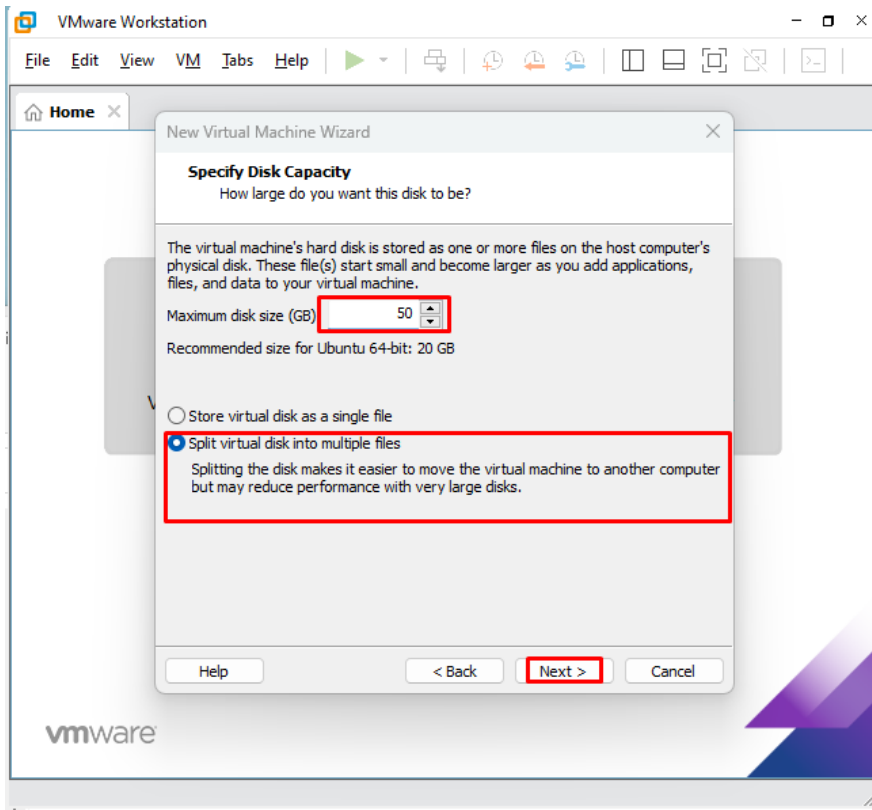 VMware Workstation
File Edit View VM Tabs Help
Home
New Virtual Machine Wizard
Specify Disk Capacity
How large do you want this disk to be?
The virtual machine's hard disk is stored as one or more files on the host computer's
physical disk. These file(s) start small and become larger as you add applications,
files, and data to your virtual machine.
Maximum disk size (GB) 50
Recommended size for Ubuntu 64-bit: 20 GB
Store virtual disk as a single file
Split virtual disk into multiple files
Splitting the disk makes it easier to move the virtual machine to another computer
but may reduce performance with very large disks.
Help < Back Next > Cancel
vmware